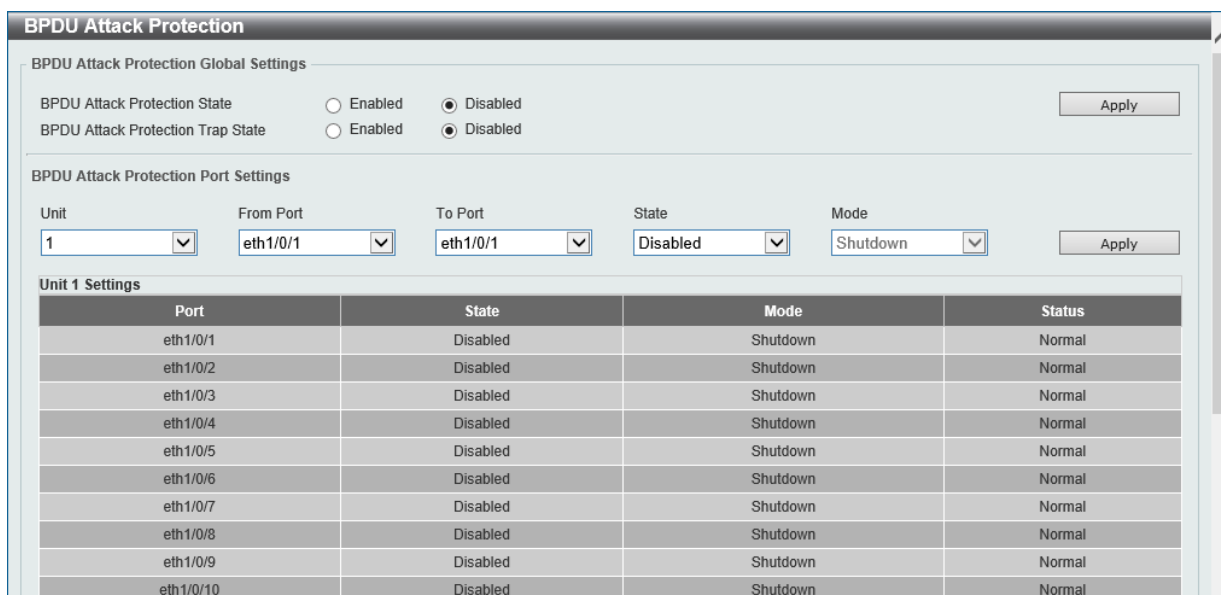 BPDU Attack Protection
BPDU Attack Protection Global Settings
BPDU Attack Protection State Enabled Disabled Apply
BPDU Attack Protection Trap State Enabled Disabled
BPDU Attack Protection Port Settings
Unit From Port To Port State Mode
1 eth1/0/1 eth1/0/1 Disabled Shutdown Apply
Unit 1 Settings
Port State Mode Status
eth1/0/1 Disabled Shutdown Normal
eth1/0/2 Disabled Shutdown Normal
eth1/0/3 Disabled Shutdown Normal
eth1/0/4 Disabled Shutdown Normal
eth1/0/5 Disabled Shutdown Normal
eth1/0/6 Disabled Shutdown Normal
eth1/0/7 Disabled Shutdown Normal
eth1/0/8 Disabled Shutdown Normal
eth1/0/9 Disabled Shutdown Normal
eth1/0/10 Disabled Shutdown Normal